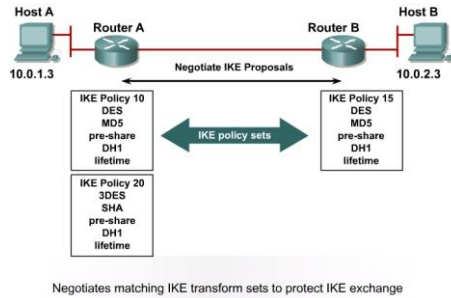 Host A
Router A
Router B
Host B
10.0.1.3
10.0.2.3
Negotiate IKE Proposals
IKE Policy 10
DES
MD5
pre-share
DH1
lifetime
IKE policy sets
IKE Policy 15
DES
MD5
pre-share
DH1
lifetime
IKE Policy 20
3DES
SHA
pre-share
DH1
lifetime
Negotiates matching IKE transform sets to protect IKE exchange